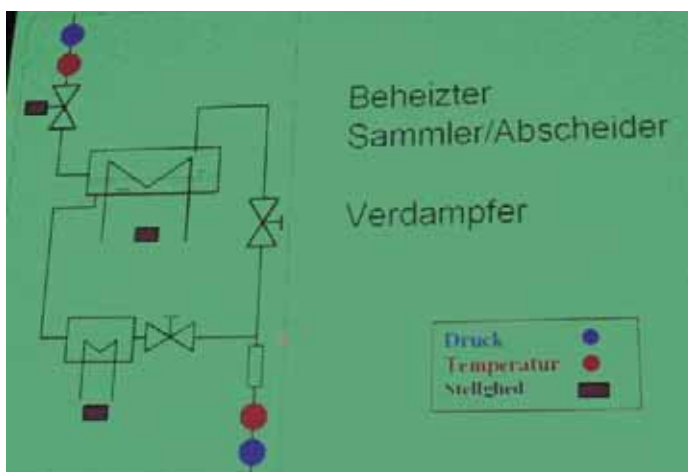 Beheizter
Sammler/Abscheider
Verdampfer
Druck
Temperatur
Stellglied